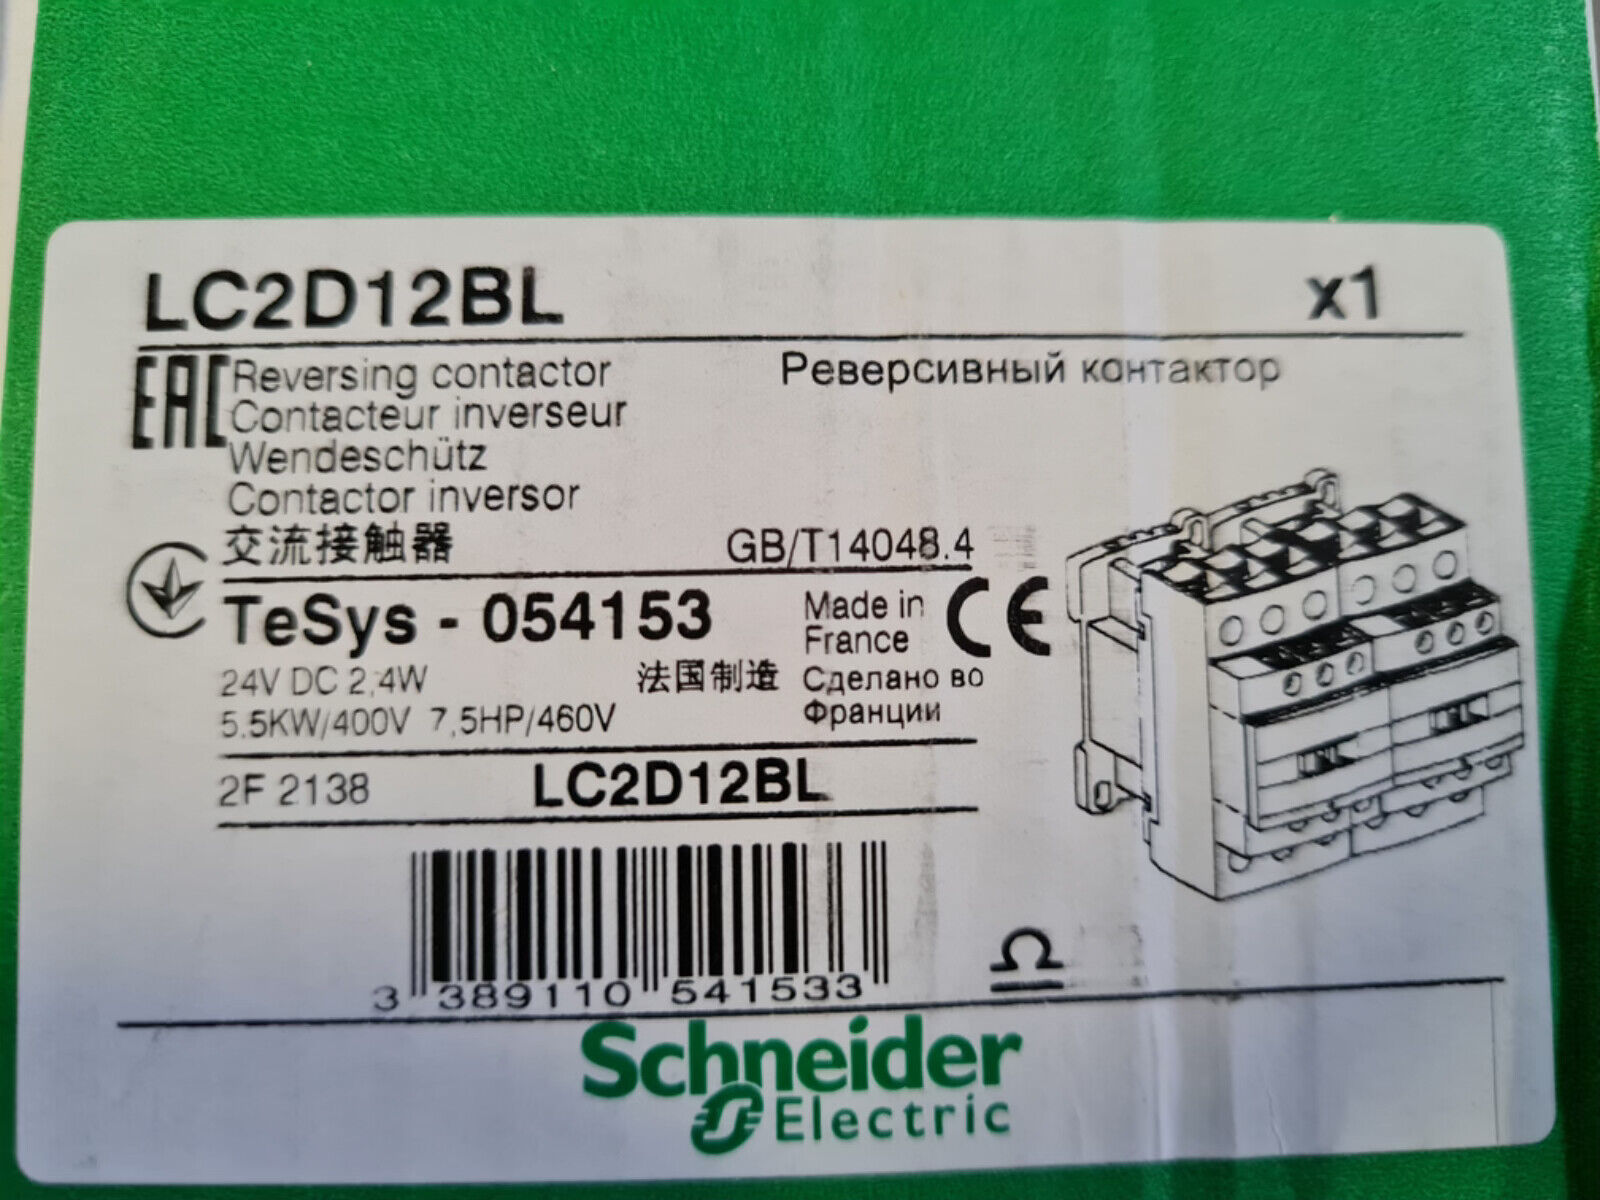 LC2D12BL x1
EAC Reversing contactor Реверсивный контактор
Contacteur inverseur
Wendeschütz
Contactor inversor
交流接触器 GB/T14048.4
TeSys - 054153
Made in
France
CE
24V DC 2,4W 法国制造
Сделано во
Франции
5.5KW/400V 7,5HP/460V
2F 2138 LC2D12BL
3 389110 541533
Schneider
Electric